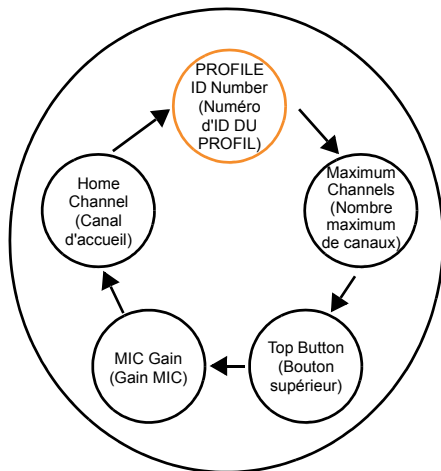 PROFILE
ID Number
(Numéro
d'ID DU
PROFIL)
Maximum
Channels
(Nombre
maximum
de canaux)
Top Button
(Bouton
supérieur)
MIC Gain
(Gain MIC)
Home
Channel
(Canal
d'accueil)